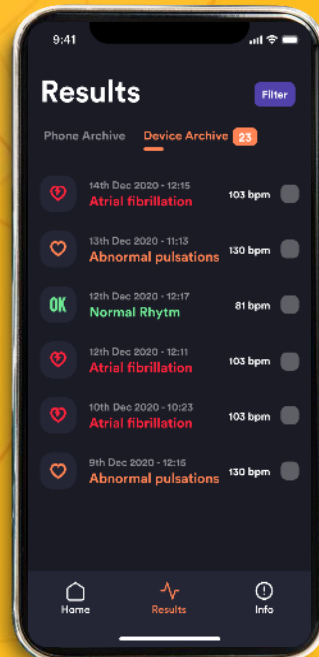 9:41
Results
Filter
Phone Archive Device Archive 23
14th Dec 2020 - 12:15
Atrial fibrillation
103 bpm
13th Dec 2020 - 11:13
Abnormal pulsations
130 bpm
OK
12th Dec 2020 - 12:17
Normal Rhytm
81 bpm
12th Dec 2020 - 12:11
Atrial fibrillation
103 bpm
10th Dec 2020 - 10:23
Atrial fibrillation
103 bpm
9th Dec 2020 - 12:15
Abnormal pulsations
130 bpm
Home Results Info